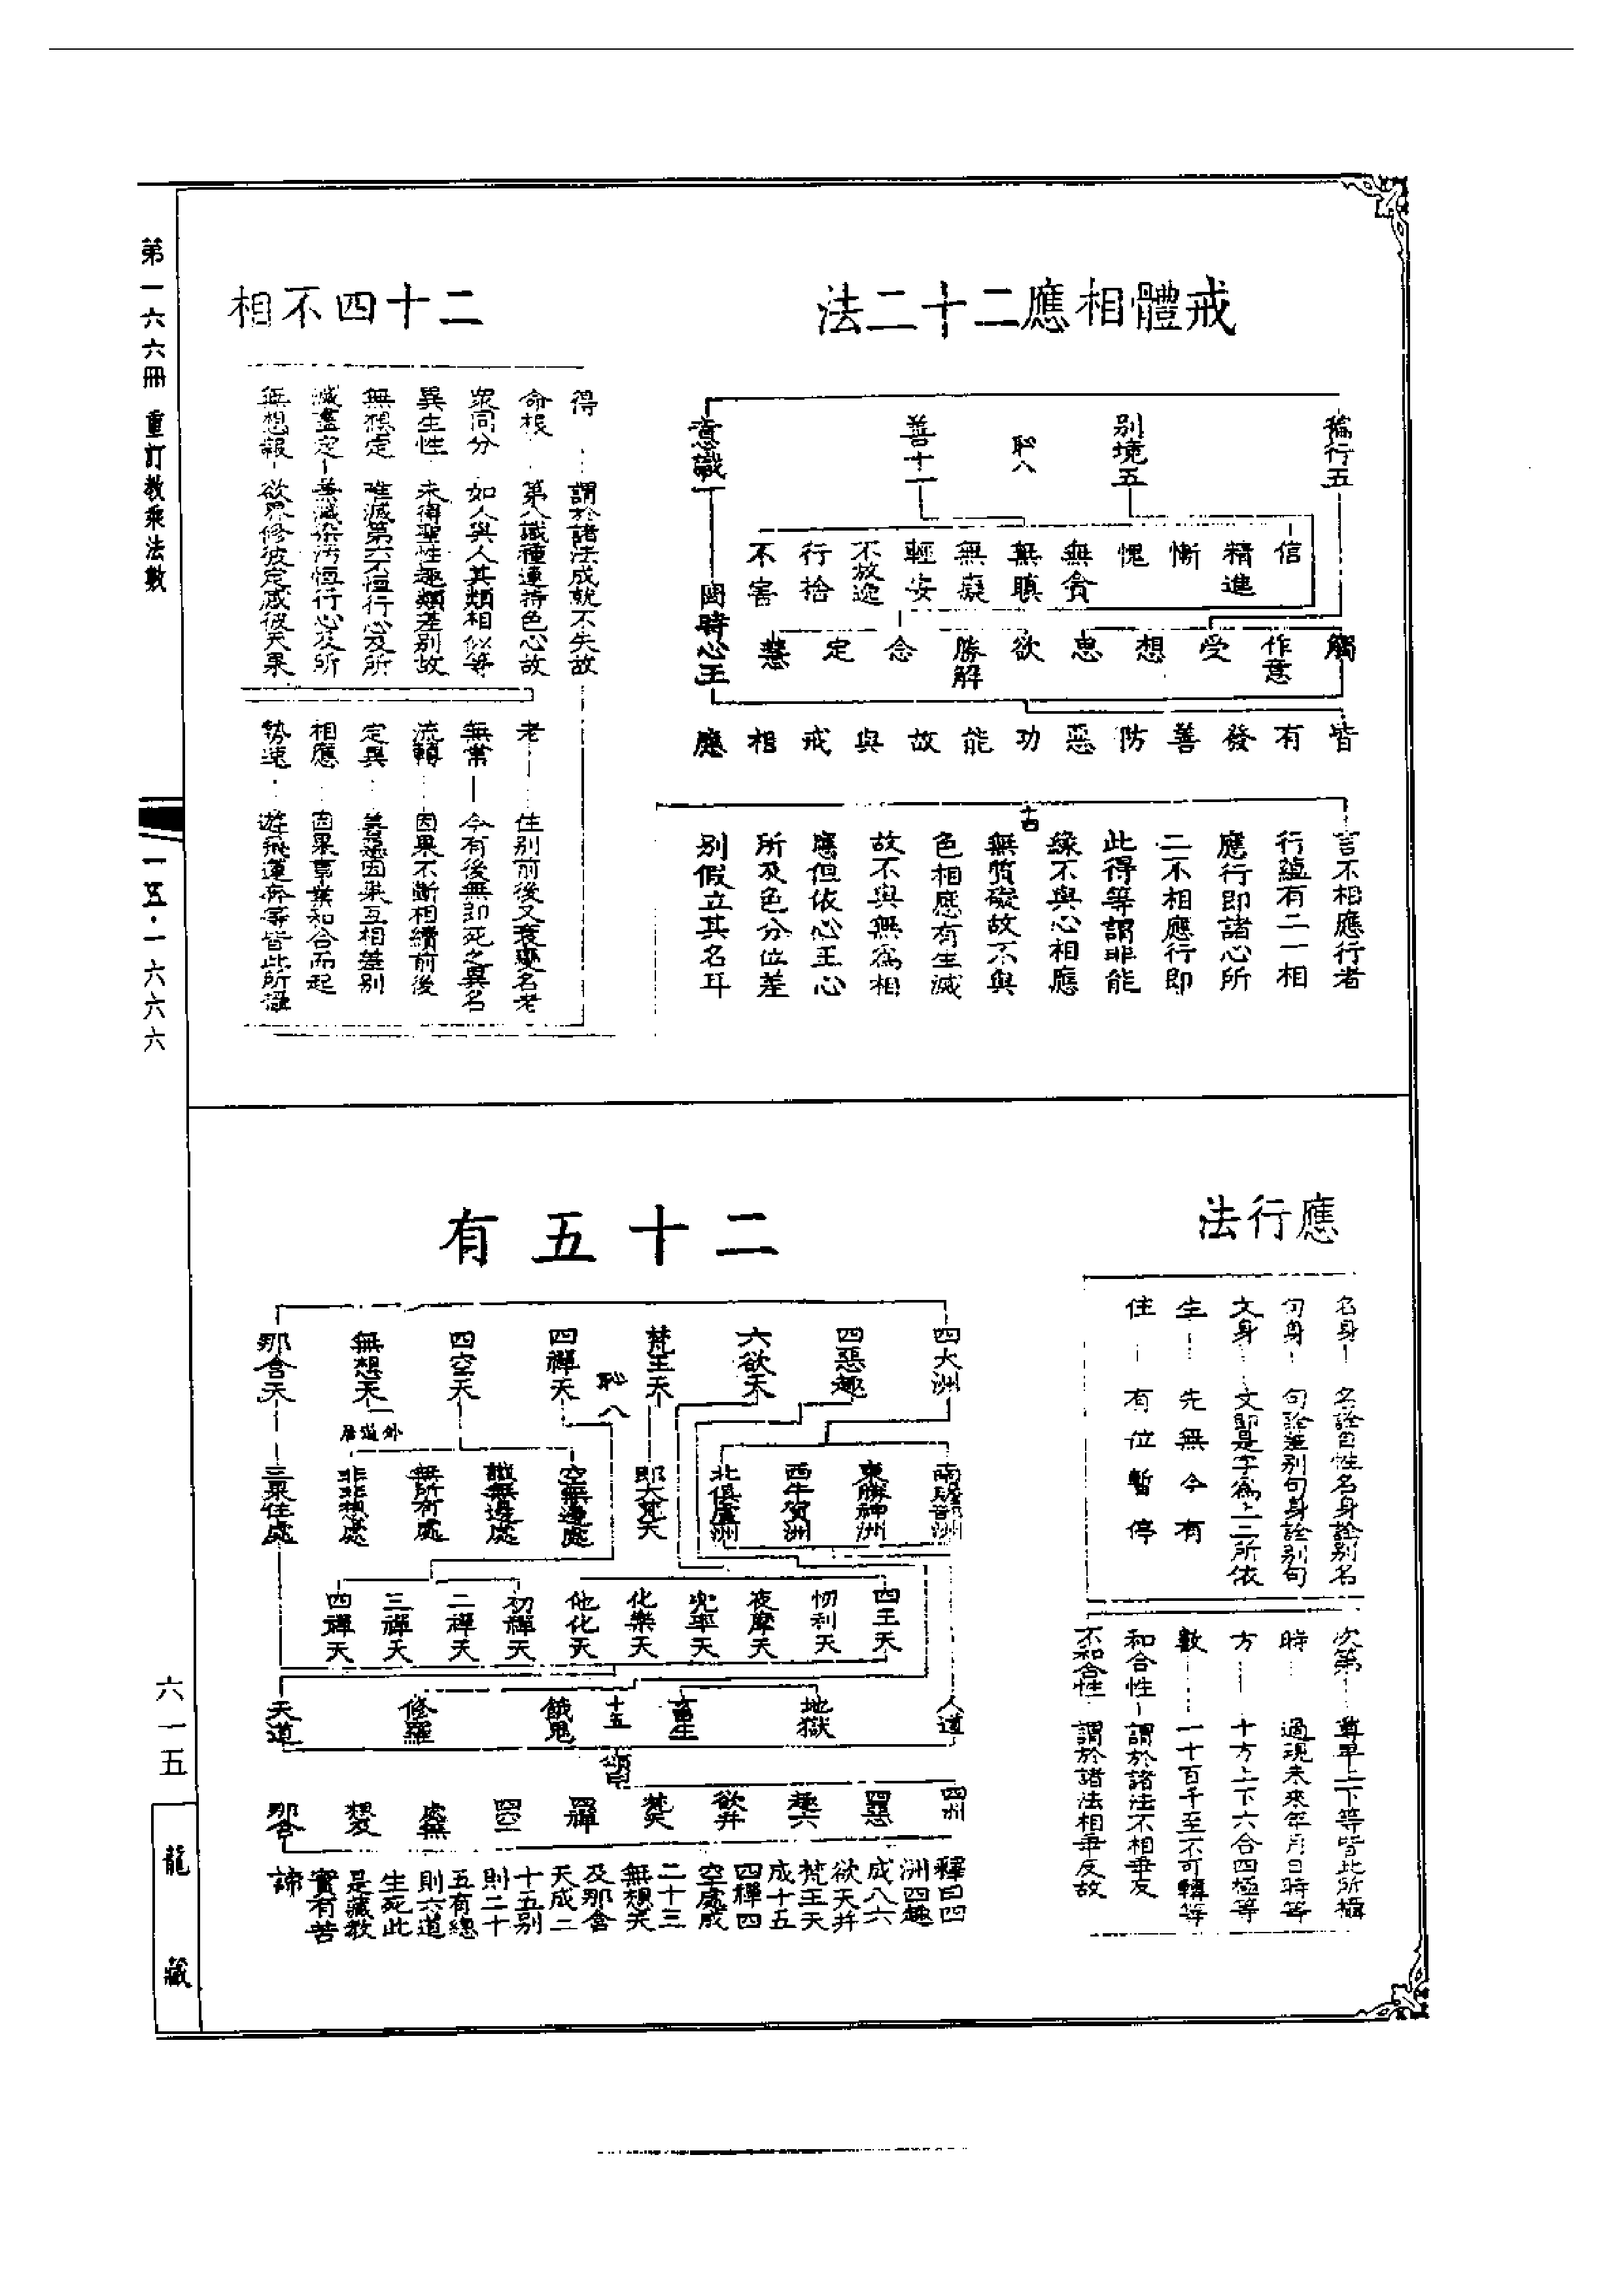 戒體相應二十二法
徧行五
別境五
恥八
善十一
意識一
信
精進
慚
愧
無貪
無瞋
無癡
輕安
不放逸
行捨
不害
觸
作意
受
想
思
欲
勝解
念
定
慧
同時心王
皆有發善防惡功能故與戒相應
言不相應行者
行蘊有二一相
應行即諸心所
二不相應行即
此得等謂非能
緣不與心相應
十四
無質礙故不與
色相應有生滅
故不與無為相
應但依心王心
所及色分位差
別假立其名耳
二十四不相
得 謂於諸法成就不失故
命根 第八識種連持色心故
眾同分 如人與人其類相似等
異生性 未得聖性趣類差別故
無想定 唯滅第六不恆行心及所
滅盡定 兼滅染污恆行心及所
無想報 欲界修彼定感彼天果
老 住別前後又衰變名老
無常 今有後無即死之異名
流轉 因果不斷相續前後
定異 善惡因果互相差別
相應 因果事業和合而起
勢速 遊飛運奔等皆此所攝
應行法
名身 名詮自性名身詮別名
句身 句詮差別句身詮別句
文身 文即是字為上二所依
生 先無今有
住 有位暫停
次第 尊卑上下等皆此所攝
時 過現未來年月日時等
方 十方上下六合四極等
數 一十百千至不可轉等
和合性 謂於諸法不相乖反
不和合性 謂於諸法相乖反故
二十五有
四大洲
四惡趣
六欲天
梵王天
恥八
四禪天
四空天
無想天
外道居
那含天
南贍部洲
東勝神洲
西牛賀洲
北俱盧洲
即大梵天
空無邊處
識無邊處
無所有處
非非想處
三果住處
四王天
忉利天
夜摩天
兜率天
化樂天
他化天
初禪天
二禪天
三禪天
四禪天
人道
地獄
畜生
十五
餓鬼
修羅
天道
頌曰
四州
四惡
趣六
欲并
梵天
四禪
四空
處無
想及
那含
釋曰四
洲四趣
成八六
欲天并
梵王天
成十五
四禪四
空處成
二十三
無想天
及那含
天成二
十五別
則二十
五有總
則六道
生死此
是藏教
實有苦
諦
第一六六冊 重訂教乘法數
一五·一六六六
六一五
龍藏